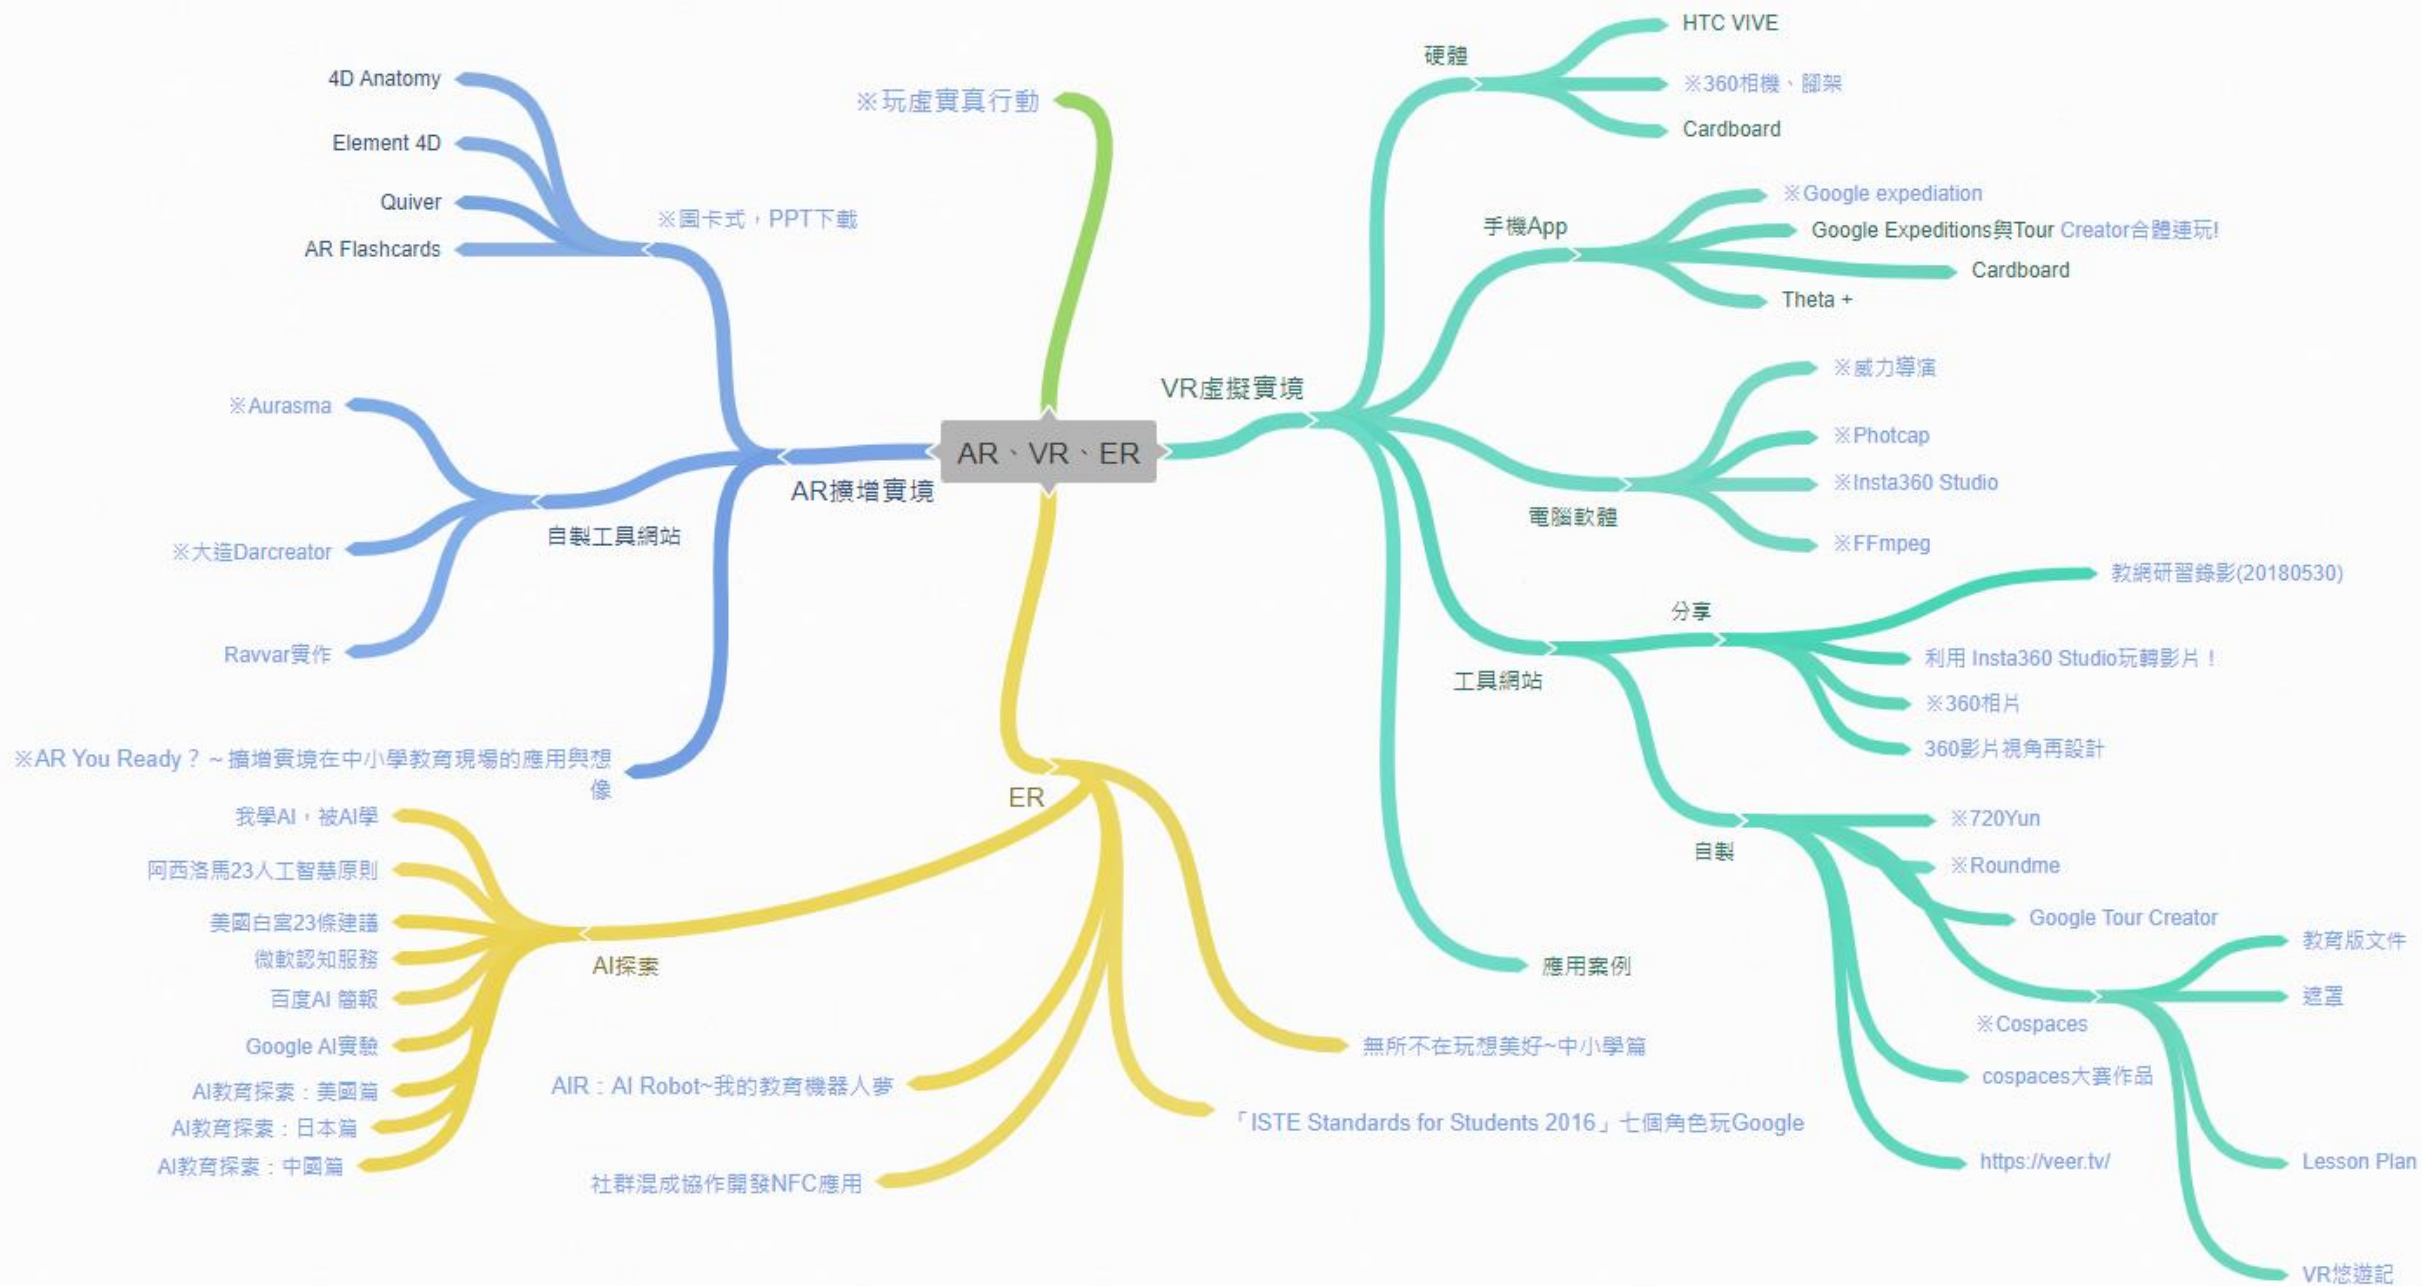 AR、VR、ER
※玩虛實真行動
VR虛擬實境
硬體
HTC VIVE
※360相機、腳架
Cardboard
手機App
※Google expediation
Google Expeditions與Tour Creator合體連玩!
Cardboard
Theta +
電腦軟體
※威力導演
※Photcap
※Insta360 Studio
※FFmpeg
工具網站
分享
教網研習錄影(20180530)
利用 Insta360 Studio玩轉影片！
※360相片
360影片視角再設計
自製
※720Yun
※Roundme
Google Tour Creator
※Cospaces
教育版文件
遮罩
Lesson Plan
VR悠遊記
cospaces大賽作品
https://veer.tv/
應用案例
ER
無所不在玩想美好~中小學篇
「ISTE Standards for Students 2016」七個角色玩Google
社群混成協作開發NFC應用
AIR：AI Robot~我的教育機器人夢
AI探索
我學AI，被AI學
阿西洛馬23人工智慧原則
美國白宮23條建議
微軟認知服務
百度AI 簡報
Google AI實驗
AI教育探索：美國篇
AI教育探索：日本篇
AI教育探索：中國篇
AR擴增實境
※圖卡式，PPT下載
4D Anatomy
Element 4D
Quiver
AR Flashcards
自製工具網站
※Aurasma
※大造Darcreator
Ravvar實作
※AR You Ready？～擴增實境在中小學教育現場的應用與想
像